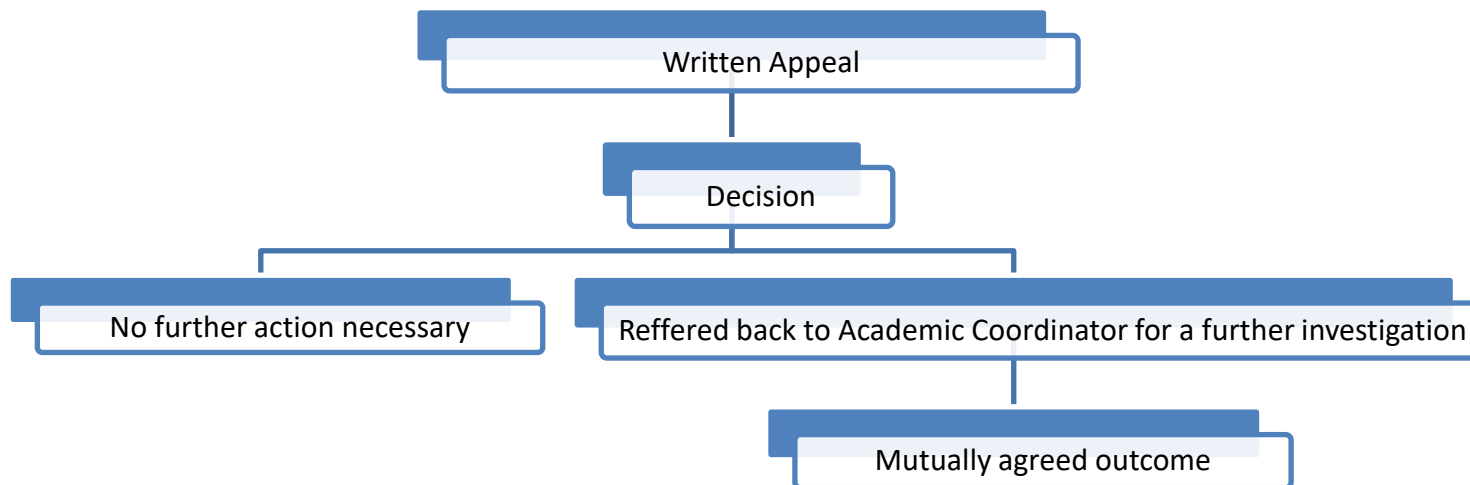 Written Appeal
Decision
No further action necessary
Reffered back to Academic Coordinator for a further investigation
Mutually agreed outcome